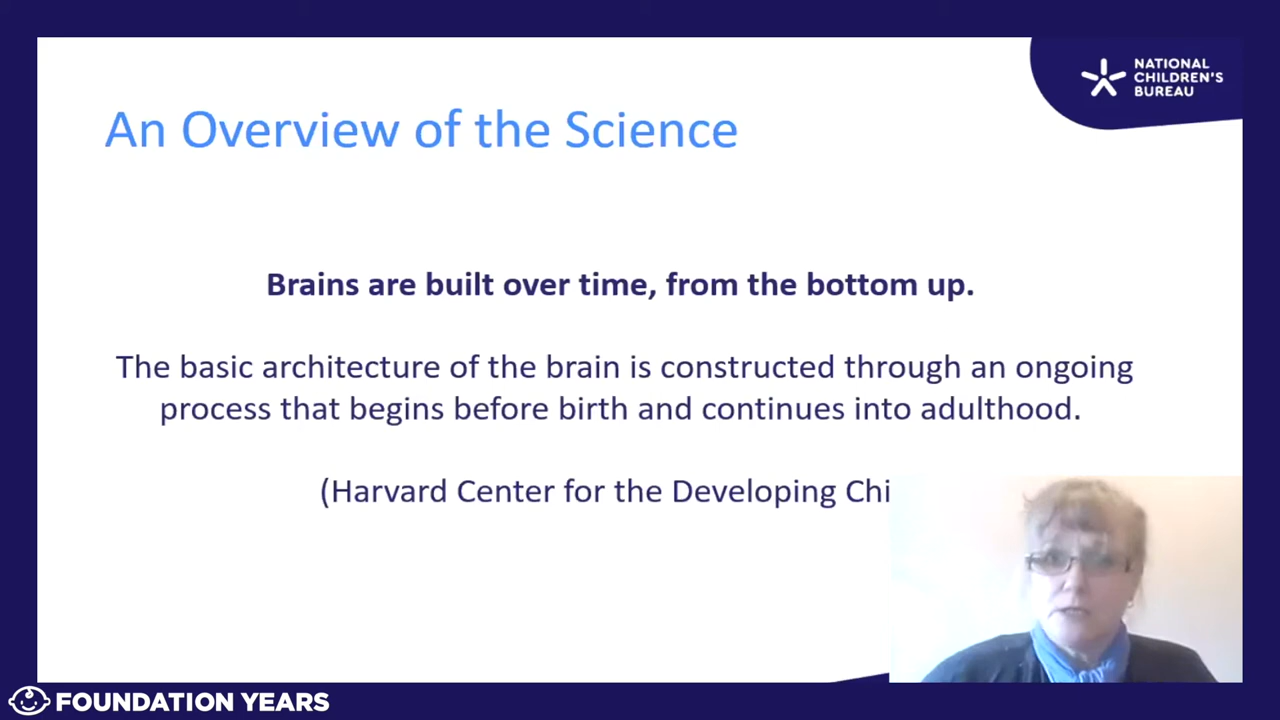 NATIONAL
CHILDREN'S
BUREAU
An Overview of the Science
Brains are built over time, from the bottom up.
The basic architecture of the brain is constructed through an ongoing
process that begins before birth and continues into adulthood.
(Harvard Center for the Developing Chi
FOUNDATION YEARS